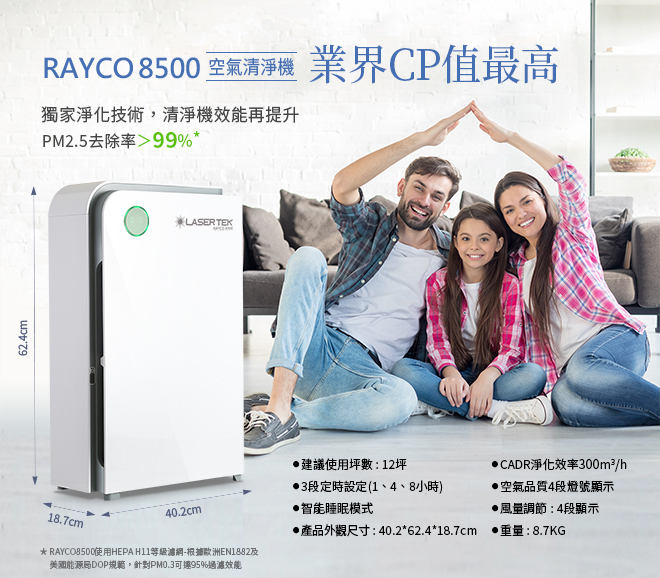 RAYCO 8500 空氣清淨機 業界CP值最高
獨家淨化技術，清淨機效能再提升
PM2.5去除率＞99%*
LASER TEK
RAYCO 8500
62.4cm
18.7cm
40.2cm
●建議使用坪數 : 12坪
●3段定時設定(1、4、8小時)
●智能睡眠模式
●產品外觀尺寸 : 40.2*62.4*18.7cm
●CADR淨化效率300m³/h
●空氣品質4段燈號顯示
●風量調節 : 4段顯示
●重量 : 8.7KG
★ RAYCO8500使用HEPA H11等級濾網-根據歐洲EN1882及
美國能源局DOP規範，針對PM0.3可達95%過濾效能